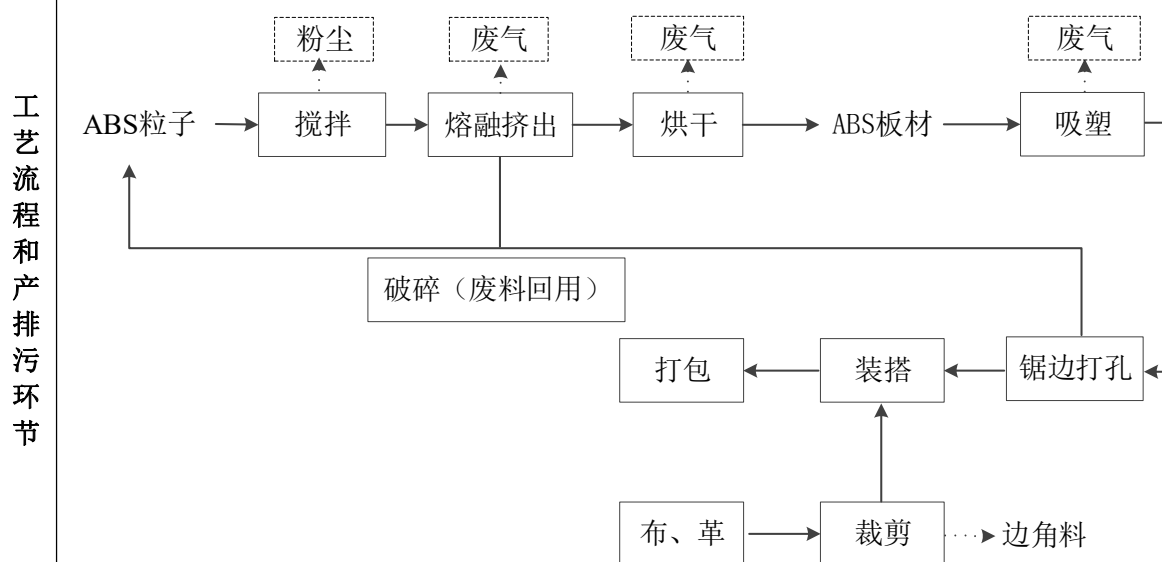 工艺流程和产排污环节
粉尘
废气
废气
废气
ABS粒子
搅拌
熔融挤出
烘干
ABS板材
吸塑
破碎（废料回用）
打包
装搭
锯边打孔
布、革
裁剪
边角料